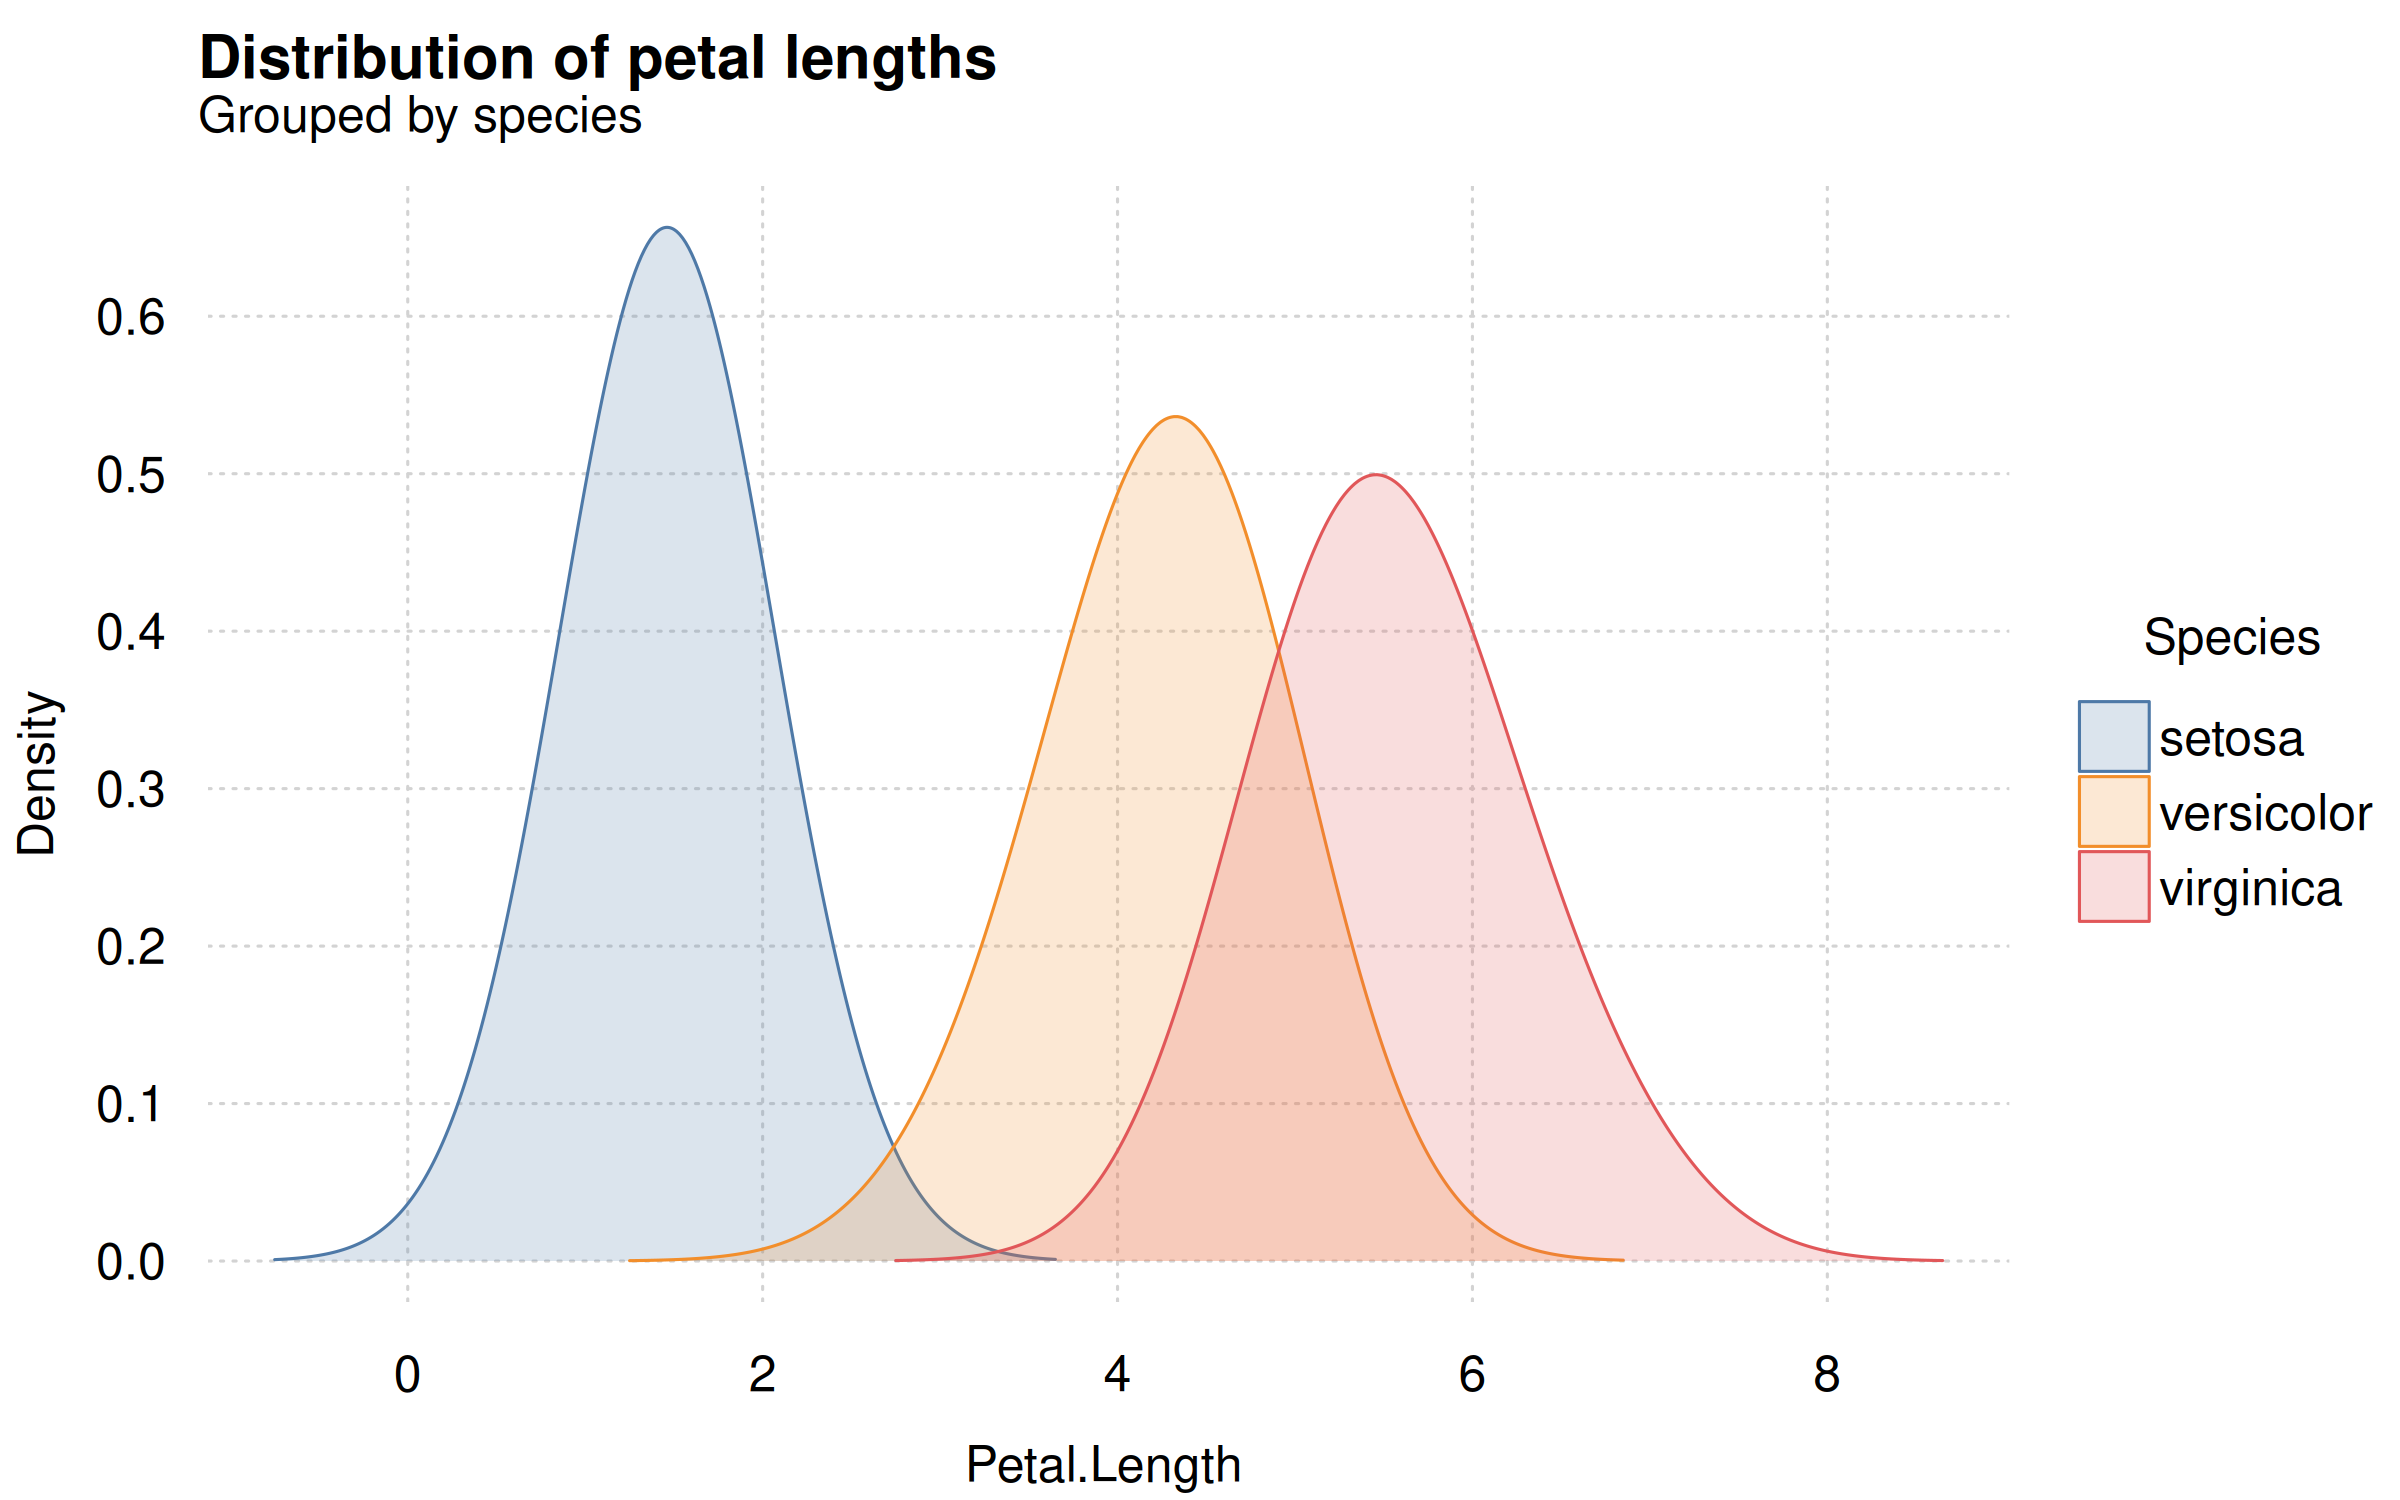 Distribution of petal lengths
Grouped by species
Density
0.6
0.5
0.4
0.3
0.2
0.1
0.0
0 2 4 6 8
Petal.Length
Species
setosa
versicolor
virginica